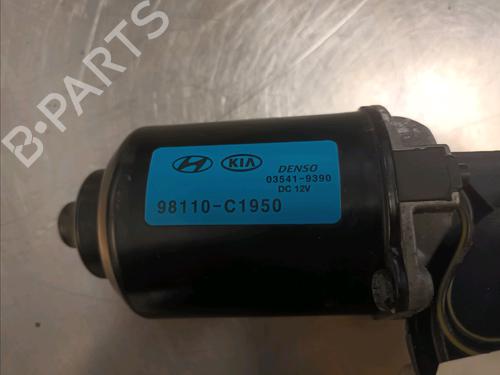 B-PARTS
KIA
DENSO
03541-9390
DC 12V
98110-C1950